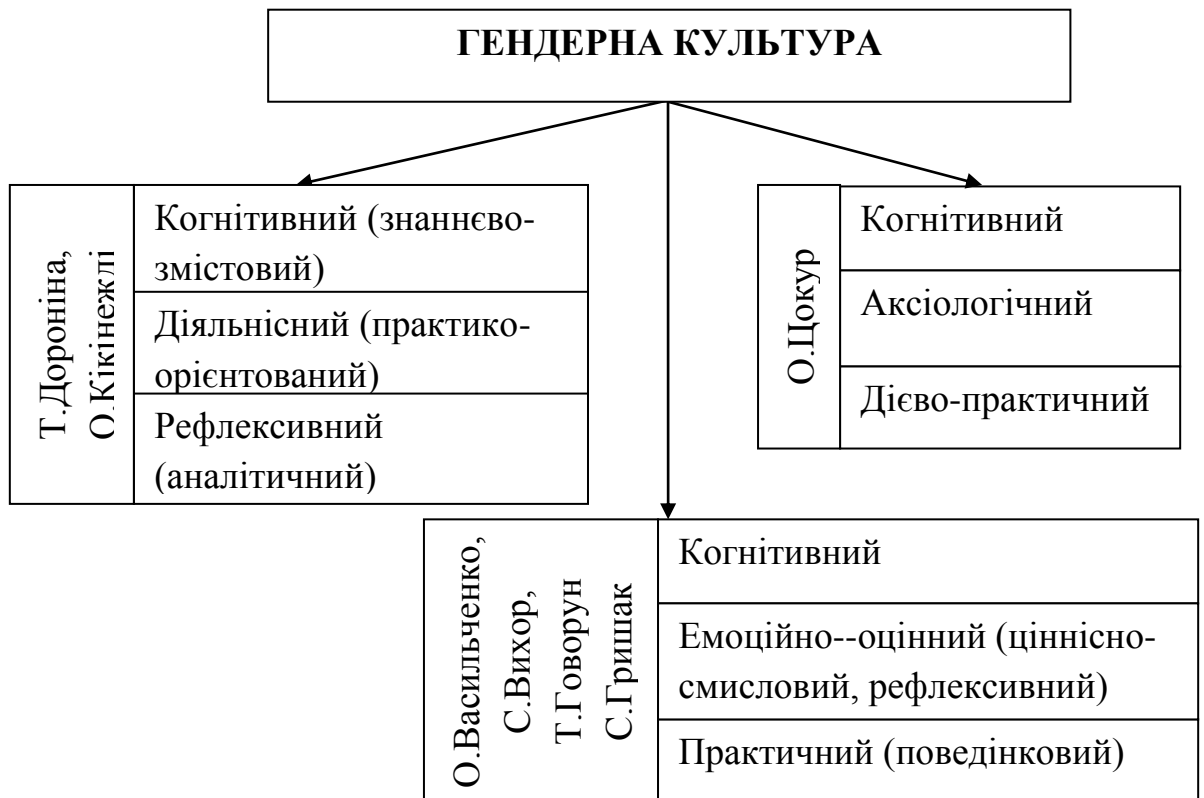 ГЕНДЕРНА КУЛЬТУРА
Т.Дороніна,
О.Кікінежлі
Когнітивний (знаннєво-
змістовий)
Діяльнісний (практико-
орієнтований)
Рефлексивний
(аналітичний)
О.Цокур
Когнітивний
Аксіологічний
Дієво-практичний
О.Васильченко,
С.Вихор,
Т.Говорун
С.Гришак
Когнітивний
Емоційно--оцінний (ціннісно-
смисловий, рефлексивний)
Практичний (поведінковий)